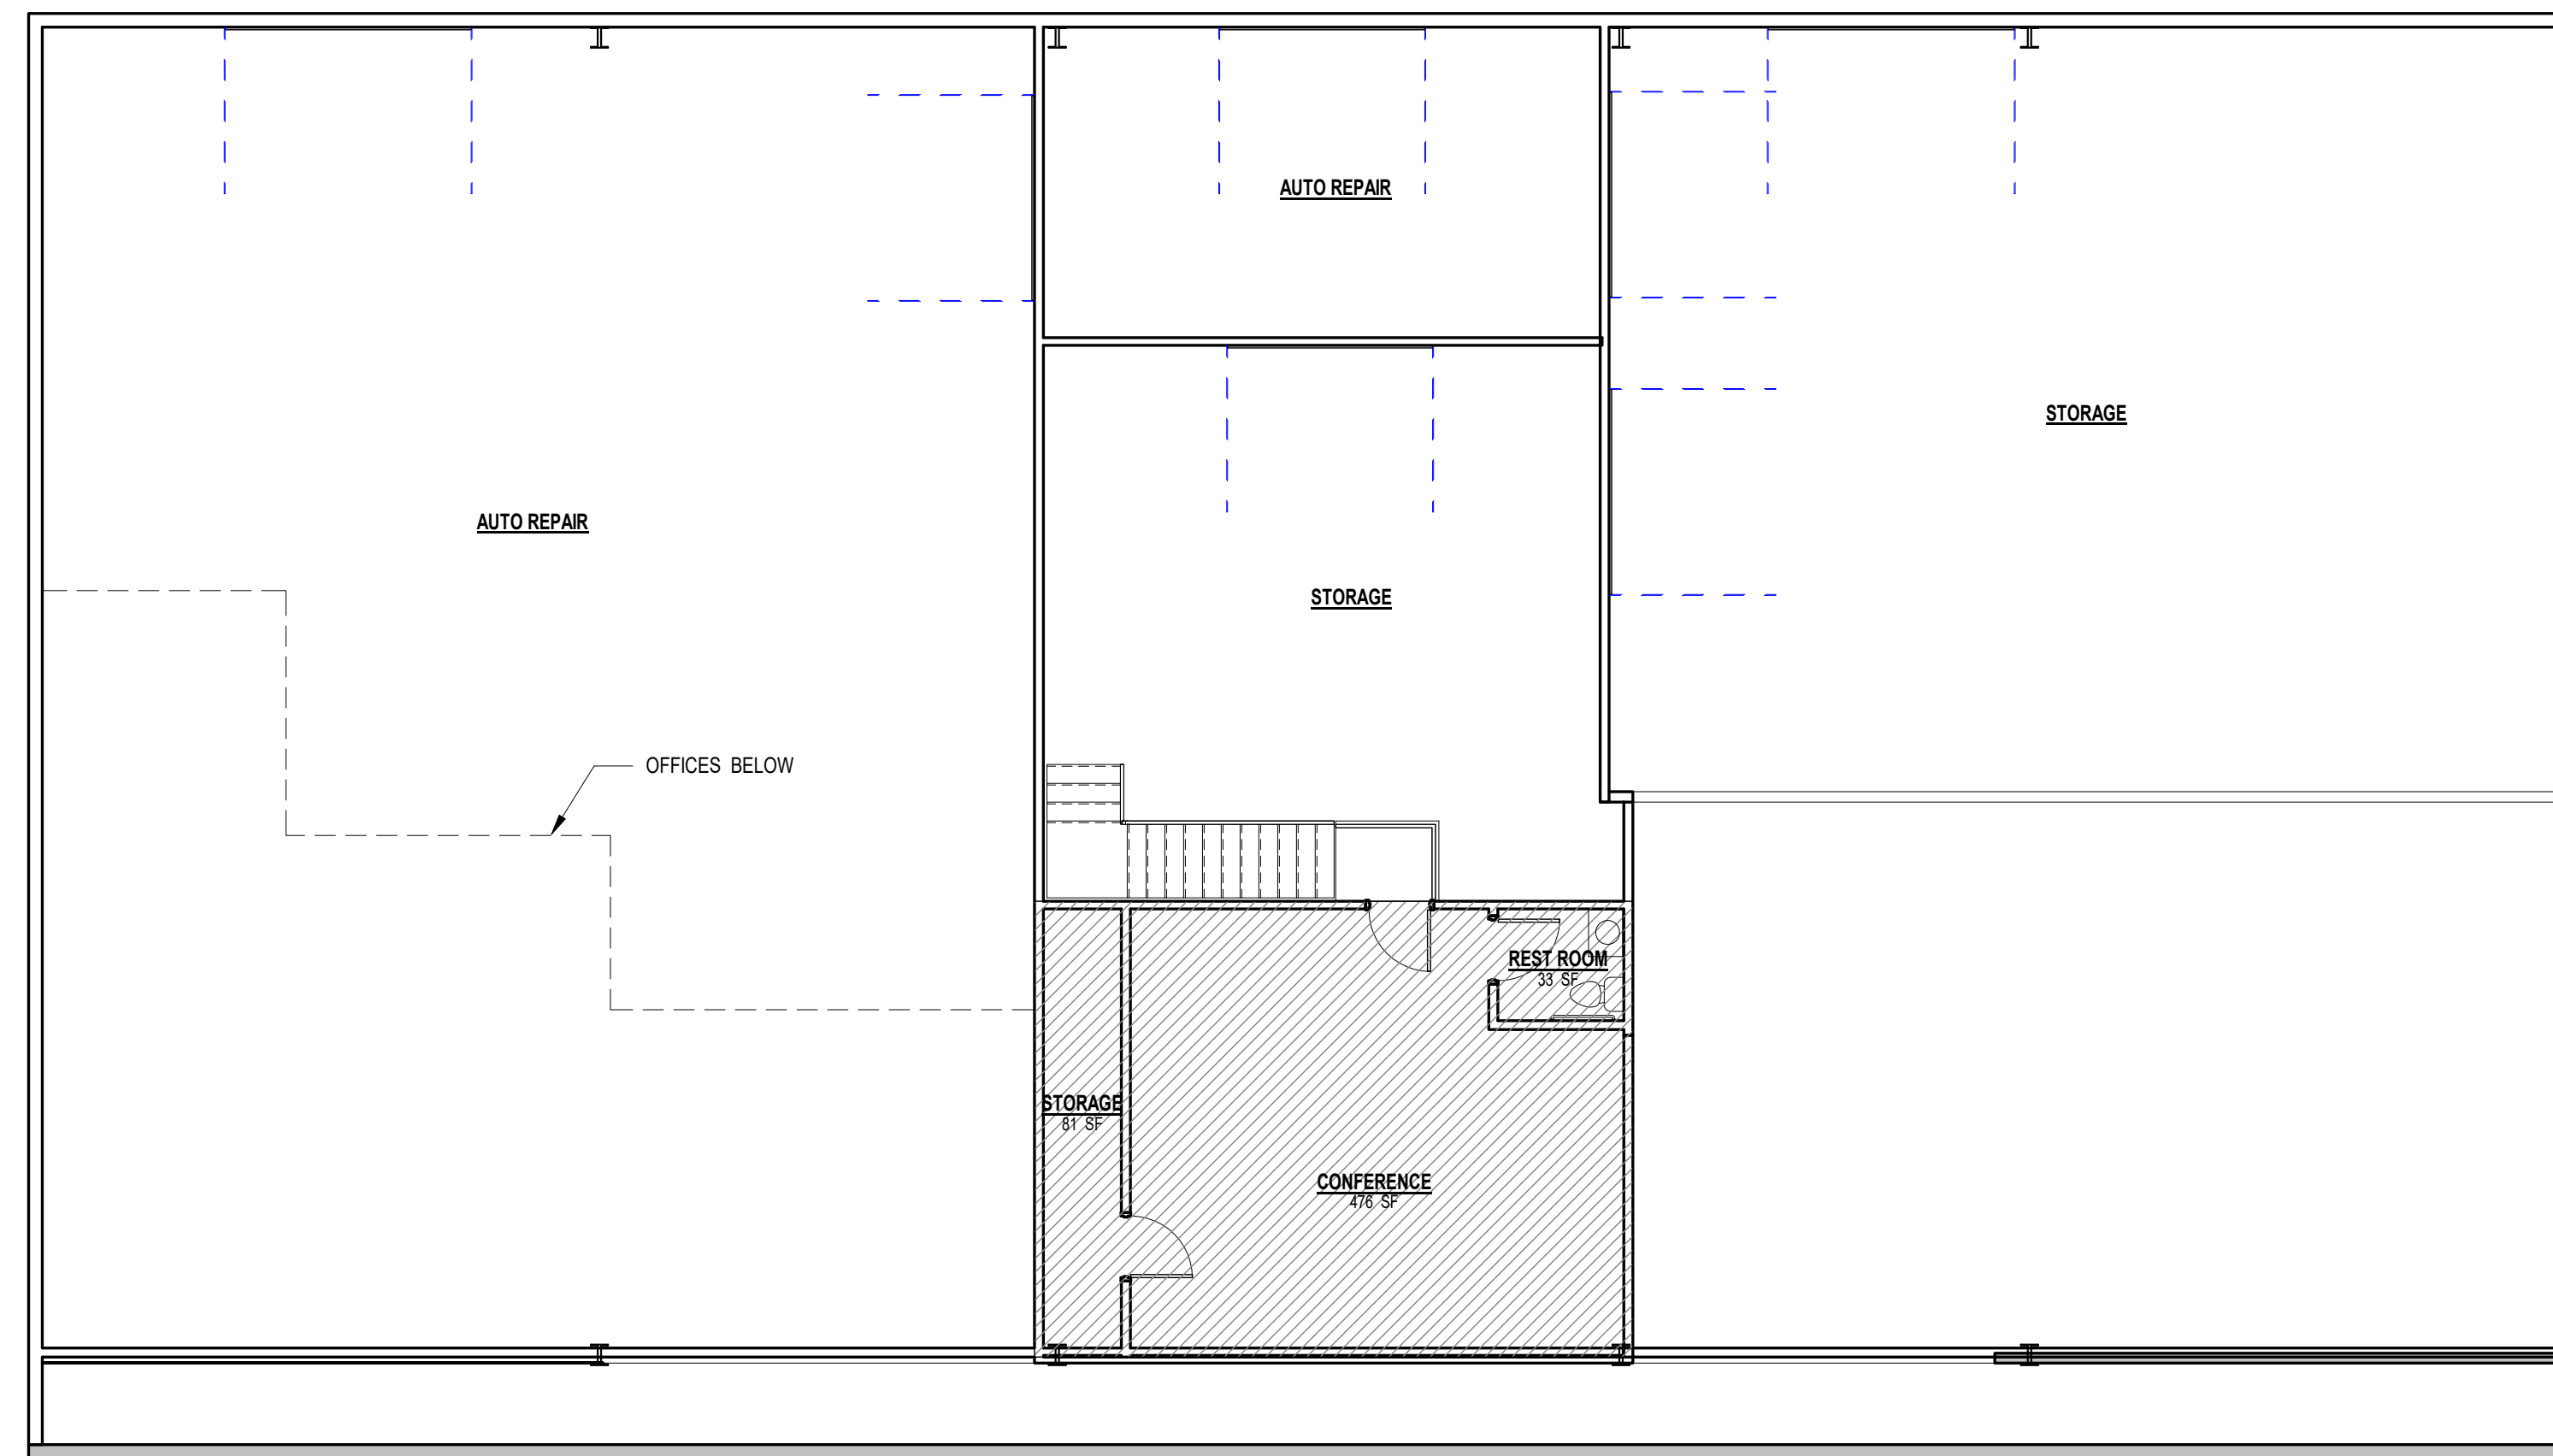 AUTO REPAIR
STORAGE
AUTO REPAIR
STORAGE
OFFICES BELOW
REST ROOM
33 SF
STORAGE
81 SF
CONFERENCE
476 SF